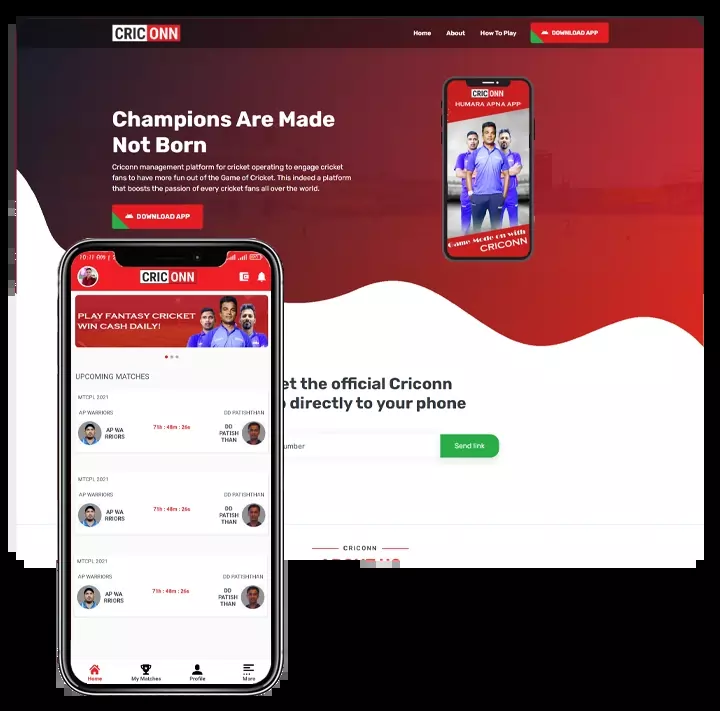 CRICONN
Home
About
How To Play
DOWNLOAD APP
Champions Are Made
Not Born
Criconn management platform for cricket operating to engage cricket
fans to have more fun out of the Game of Cricket. This indeed a platform
that boosts the passion of every cricket fans all over the world.
DOWNLOAD APP
CRICONN
HUMARA APNA APP
Game Mode on with
CRICONN
CRICONN
PLAY FANTASY CRICKET
WIN CASH DAILY!
UPCOMING MATCHES
MTCPL 2021
AP WARRIORS
DD PATISHTHAN
AP WA
RRIORS
71h : 48m : 26s
DD
PATISH
THAN
MTCPL 2021
AP WARRIORS
DD PATISHTHAN
AP WA
RRIORS
71h : 48m : 26s
DD
PATISH
THAN
MTCPL 2021
AP WARRIORS
DD PATISHTHAN
AP WA
RRIORS
71h : 48m : 26s
DD
PATISH
THAN
Home
My Matches
Profile
More
et the official Criconn
directly to your phone
umber
Send link
CRICONN